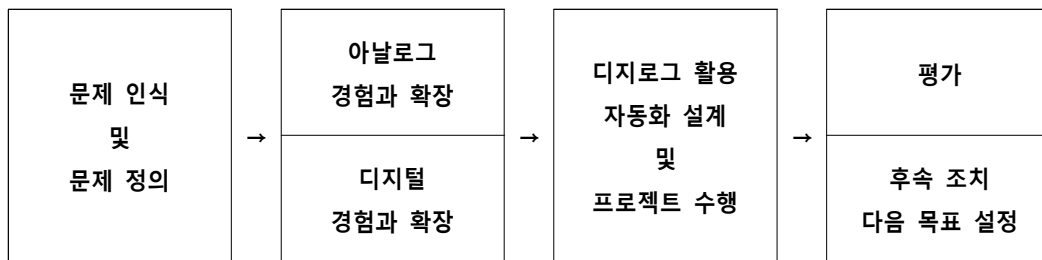 문제 인식
및
문제 정의
→
아날로그
경험과 확장
디지털
경험과 확장
→
디지로그 활용
자동화 설계
및
프로젝트 수행
→
평가
후속 조치
다음 목표 설정